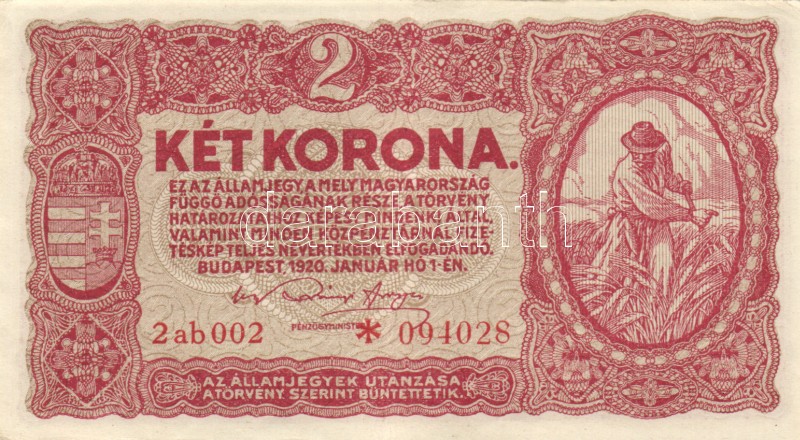 2
KÉT KORONA.
EZ AZ ÁLLAMJEGY, A MELY MAGYARORSZÁG
FÜGGŐ ADÓSSÁGÁNAK RÉSZE A TÖRVÉNY
HATÁROZATAIHOZ KÉPEST MINDENKI ÁLTAL,
VALAMINT MINDEN KÖZPÉNZTÁRNÁL FIZE-
TÉSKÉP TELJES NÉVÉRTÉKBEN ELFOGADANDÓ.
BUDAPEST, 1920. JANUÁR HÓ 1-ÉN.
PÉNZÜGYMINISTER
2 ab 002 * 094028
AZ ÁLLAMJEGYEK UTÁNZÁSA
A TÖRVÉNY SZERINT BÜNTETTETIK.
darabanth